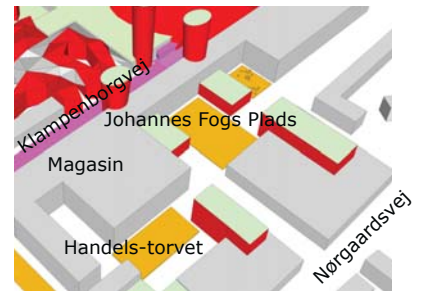 Klampenborgvej
Johannes Fogs Plads
Magasin
Handels-torvet
Nørgaardsvej